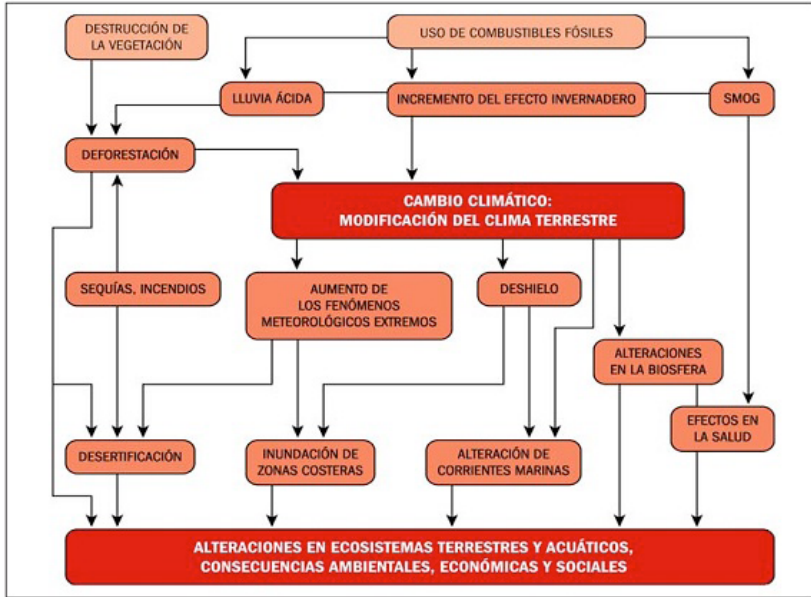 DESTRUCCIÓN DE
LA VEGETACIÓN
USO DE COMBUSTIBLES FÓSILES
LLUVIA ÁCIDA
INCREMENTO DEL EFECTO INVERNADERO
SMOG
DEFORESTACIÓN
CAMBIO CLIMÁTICO:
MODIFICACIÓN DEL CLIMA TERRESTRE
SEQUÍAS, INCENDIOS
AUMENTO DE
LOS FENÓMENOS
METEOROLÓGICOS EXTREMOS
DESHIELO
ALTERACIONES
EN LA BIOSFERA
DESERTIFICACIÓN
INUNDACIÓN DE
ZONAS COSTERAS
ALTERACIÓN DE
CORRIENTES MARINAS
EFECTOS EN
LA SALUD
ALTERACIONES EN ECOSISTEMAS TERRESTRES Y ACUÁTICOS,
CONSECUENCIAS AMBIENTALES, ECONÓMICAS Y SOCIALES